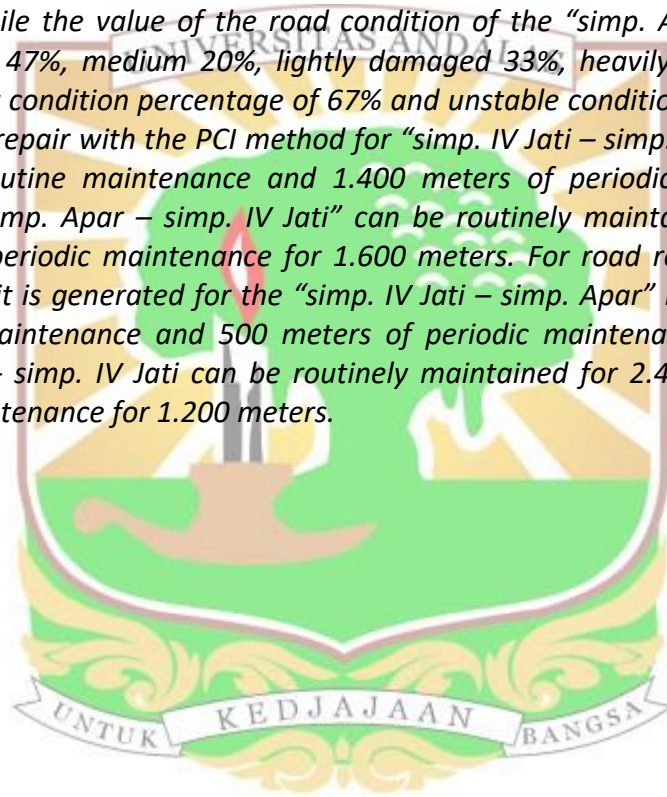 ile the value of the road condition of the “simp. A
47%, medium 20%, lightly damaged 33%, heavily
condition percentage of 67% and unstable conditio
repair with the PCI method for “simp. IV Jati – simp.
utine maintenance and 1.400 meters of periodic
mp. Apar – simp. IV Jati” can be routinely mainta
periodic maintenance for 1.600 meters. For road r
it is generated for the “simp. IV Jati – simp. Apar”
aintenance and 500 meters of periodic maintena
– simp. IV Jati can be routinely maintained for 2.4
tenance for 1.200 meters.
UNIVERSITAS ANDALAS
UNTUK KEDJAJAAN BANGSA